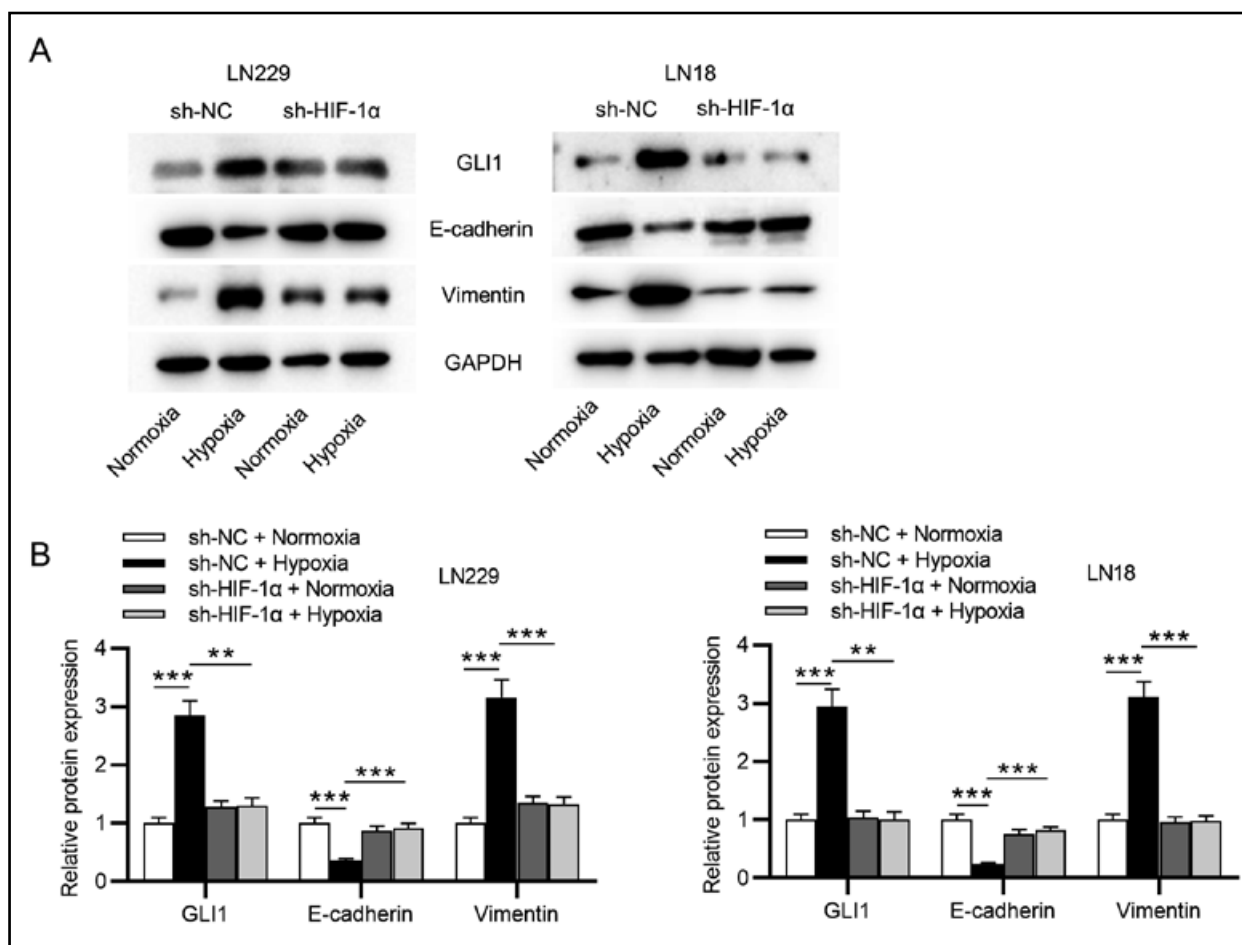 A
LN229
LN18
sh-NC sh-HIF-1α
sh-NC sh-HIF-1α
GLI1
E-cadherin
Vimentin
GAPDH
Normoxia Hypoxia Normoxia Hypoxia
Normoxia Hypoxia Normoxia Hypoxia
B
sh-NC + Normoxia
sh-NC + Hypoxia
sh-HIF-1α + Normoxia
sh-HIF-1α + Hypoxia
LN229
Relative protein expression
4
3
2
1
0
*** **
*** ***
*** ***
GLI1 E-cadherin Vimentin
sh-NC + Normoxia
sh-NC + Hypoxia
sh-HIF-1α + Normoxia
sh-HIF-1α + Hypoxia
LN18
Relative protein expression
4
3
2
1
0
*** **
*** ***
*** ***
GLI1 E-cadherin Vimentin